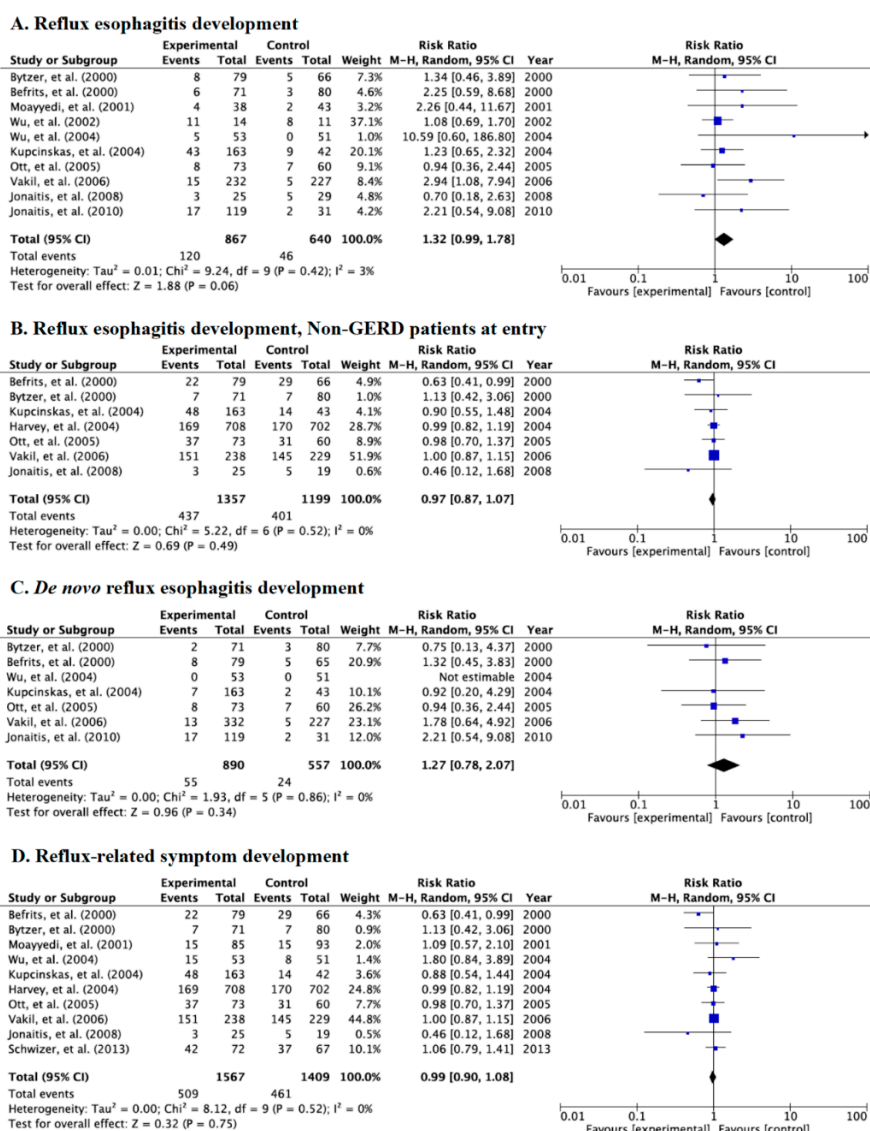 A. Reflux esophagitis development
Experimental Control Risk Ratio Risk Ratio
Study or Subgroup Events Total Events Total Weight M-H, Random, 95% CI Year M-H, Random, 95% CI
Bytzer, et al. (2000) 8 79 5 66 7.3% 1.34 [0.46, 3.89] 2000
Befrits, et al. (2000) 6 71 3 80 4.6% 2.25 [0.59, 8.68] 2000
Moayyedi, et al. (2001) 4 38 2 43 3.2% 2.26 [0.44, 11.67] 2001
Wu, et al. (2002) 11 14 8 11 37.1% 1.08 [0.69, 1.70] 2002
Wu, et al. (2004) 5 53 0 51 1.0% 10.59 [0.60, 186.80] 2004
Kupcinskas, et al. (2004) 43 163 9 42 20.1% 1.23 [0.65, 2.32] 2004
Ott, et al. (2005) 8 73 7 60 9.1% 0.94 [0.36, 2.44] 2005
Vakil, et al. (2006) 15 232 5 227 8.4% 2.94 [1.08, 7.94] 2006
Jonaitis, et al. (2008) 3 25 5 29 4.8% 0.70 [0.18, 2.63] 2008
Jonaitis, et al. (2010) 17 119 2 31 4.2% 2.21 [0.54, 9.08] 2010
Total (95% CI) 867 640 100.0% 1.32 [0.99, 1.78]
Total events 120 46
Heterogeneity: Tau² = 0.01; Chi² = 9.24, df = 9 (P = 0.42); I² = 3%
Test for overall effect: Z = 1.88 (P = 0.06)
0.01 0.1 1 10 100
Favours [experimental] Favours [control]
B. Reflux esophagitis development, Non-GERD patients at entry
Experimental Control Risk Ratio Risk Ratio
Study or Subgroup Events Total Events Total Weight M-H, Random, 95% CI Year M-H, Random, 95% CI
Befrits, et al. (2000) 22 79 29 66 4.9% 0.63 [0.41, 0.99] 2000
Bytzer, et al. (2000) 7 71 7 80 1.0% 1.13 [0.42, 3.06] 2000
Kupcinskas, et al. (2004) 48 163 14 43 4.1% 0.90 [0.55, 1.48] 2004
Harvey, et al. (2004) 169 708 170 702 28.7% 0.99 [0.82, 1.19] 2004
Ott, et al. (2005) 37 73 31 60 8.9% 0.98 [0.70, 1.37] 2005
Vakil, et al. (2006) 151 238 145 229 51.9% 1.00 [0.87, 1.15] 2006
Jonaitis, et al. (2008) 3 25 5 19 0.6% 0.46 [0.12, 1.68] 2008
Total (95% CI) 1357 1199 100.0% 0.97 [0.87, 1.07]
Total events 437 401
Heterogeneity: Tau² = 0.00; Chi² = 5.22, df = 6 (P = 0.52); I² = 0%
Test for overall effect: Z = 0.69 (P = 0.49)
0.01 0.1 1 10 100
Favours [experimental] Favours [control]
C. De novo reflux esophagitis development
Experimental Control Risk Ratio Risk Ratio
Study or Subgroup Events Total Events Total Weight M-H, Random, 95% CI Year M-H, Random, 95% CI
Bytzer, et al. (2000) 2 71 3 80 7.7% 0.75 [0.13, 4.37] 2000
Befrits, et al. (2000) 8 79 5 65 20.9% 1.32 [0.45, 3.83] 2000
Wu, et al. (2004) 0 53 0 51 Not estimable 2004
Kupcinskas, et al. (2004) 7 163 2 43 10.1% 0.92 [0.20, 4.29] 2004
Ott, et al. (2005) 8 73 7 60 26.2% 0.94 [0.36, 2.44] 2005
Vakil, et al. (2006) 13 332 5 227 23.1% 1.78 [0.64, 4.92] 2006
Jonaitis, et al. (2010) 17 119 2 31 12.0% 2.21 [0.54, 9.08] 2010
Total (95% CI) 890 557 100.0% 1.27 [0.78, 2.07]
Total events 55 24
Heterogeneity: Tau² = 0.00; Chi² = 1.93, df = 5 (P = 0.86); I² = 0%
Test for overall effect: Z = 0.96 (P = 0.34)
0.01 0.1 1 10 100
Favours [experimental] Favours [control]
D. Reflux-related symptom development
Experimental Control Risk Ratio Risk Ratio
Study or Subgroup Events Total Events Total Weight M-H, Random, 95% CI Year M-H, Random, 95% CI
Befrits, et al. (2000) 22 79 29 66 4.3% 0.63 [0.41, 0.99] 2000
Bytzer, et al. (2000) 7 71 7 80 0.9% 1.13 [0.42, 3.06] 2000
Moayyedi, et al. (2001) 15 85 15 93 2.0% 1.09 [0.57, 2.10] 2001
Wu, et al. (2004) 15 53 8 51 1.4% 1.80 [0.84, 3.89] 2004
Kupcinskas, et al. (2004) 48 163 14 42 3.6% 0.88 [0.54, 1.44] 2004
Harvey, et al. (2004) 169 708 170 702 24.8% 0.99 [0.82, 1.19] 2004
Ott, et al. (2005) 37 73 31 60 7.7% 0.98 [0.70, 1.37] 2005
Vakil, et al. (2006) 151 238 145 229 44.8% 1.00 [0.87, 1.15] 2006
Jonaitis, et al. (2008) 3 25 5 19 0.5% 0.46 [0.12, 1.68] 2008
Schwizer, et al. (2013) 42 72 37 67 10.1% 1.06 [0.79, 1.41] 2013
Total (95% CI) 1567 1409 100.0% 0.99 [0.90, 1.08]
Total events 509 461
Heterogeneity: Tau² = 0.00; Chi² = 8.12, df = 9 (P = 0.52); I² = 0%
Test for overall effect: Z = 0.32 (P = 0.75)
0.01 0.1 1 10 100
Favours [experimental] Favours [control]